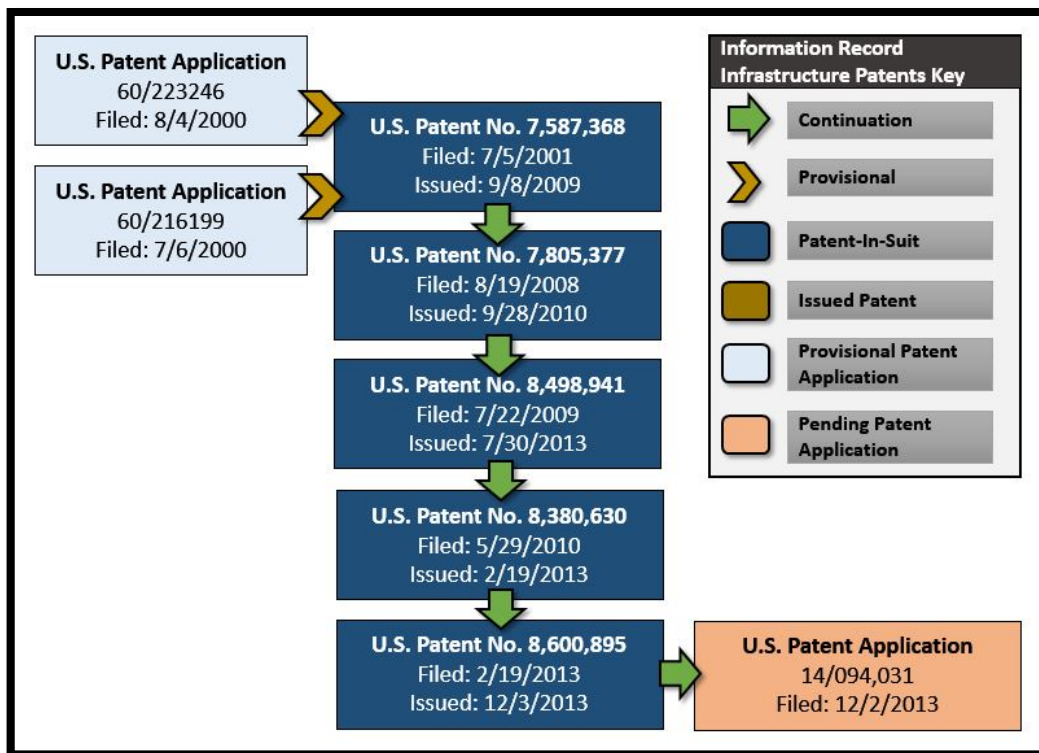 U.S. Patent Application
60/223246
Filed: 8/4/2000
U.S. Patent Application
60/216199
Filed: 7/6/2000
U.S. Patent No. 7,587,368
Filed: 7/5/2001
Issued: 9/8/2009
U.S. Patent No. 7,805,377
Filed: 8/19/2008
Issued: 9/28/2010
U.S. Patent No. 8,498,941
Filed: 7/22/2009
Issued: 7/30/2013
U.S. Patent No. 8,380,630
Filed: 5/29/2010
Issued: 2/19/2013
U.S. Patent No. 8,600,895
Filed: 2/19/2013
Issued: 12/3/2013
U.S. Patent Application
14/094,031
Filed: 12/2/2013
Information Record
Infrastructure Patents Key
Continuation
Provisional
Patent-In-Suit
Issued Patent
Provisional Patent
Application
Pending Patent
Application